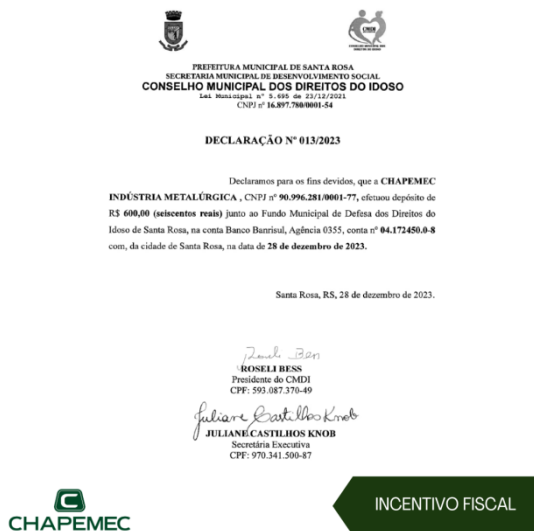 CMDI
PREFEITURA MUNICIPAL DE SANTA ROSA
SECRETARIA MUNICIPAL DE DESENVOLVIMENTO SOCIAL
CONSELHO MUNICIPAL DOS DIREITOS DO IDOSO
Lei Municipal nº 5.695 de 23/12/2021
CNPJ nº 16.897.780/0001-54
DECLARAÇÃO Nº 013/2023
Declaramos para os fins devidos, que a CHAPEMEC
INDÚSTRIA METALÚRGICA , CNPJ nº 90.996.281/0001-77, efetuou depósito de
R$ 600,00 (seiscentos reais) junto ao Fundo Municipal de Defesa dos Direitos do
Idoso de Santa Rosa, na conta Banco Banrisul, Agência 0355, conta nº 04.172450.0-8
com, da cidade de Santa Rosa, na data de 28 de dezembro de 2023.
Santa Rosa, RS, 28 de dezembro de 2023.
ROSELI BESS
Presidente do CMDI
CPF: 593.087.370-49
Juliane Castilhos Knob
JULIANE CASTILHOS KNOB
Secretária Executiva
CPF: 970.341.500-87
CHAPEMEC
INCENTIVO FISCAL